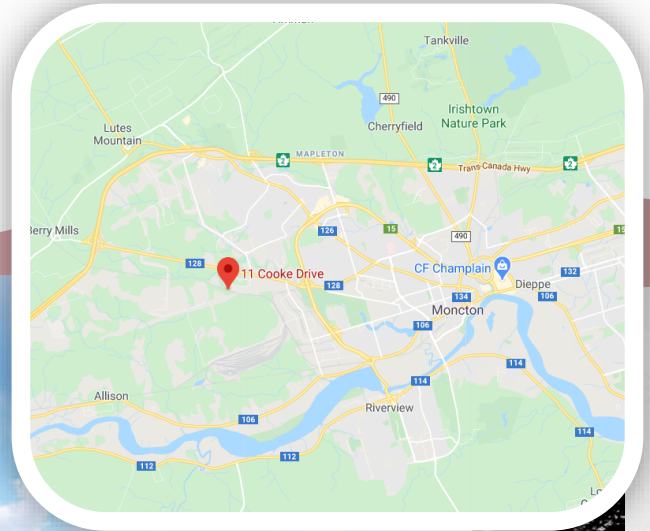 Tankville
490
Irishtown
Nature Park
Cherryfield
Lutes
Mountain
2
MAPLETON
2
Trans-Canada Hwy
2
Berry Mills
126
15
490
15
128
11 Cooke Drive
CF Champlain
132
128
Dieppe
134
106
Moncton
106
114
114
Allison
Riverview
106
114
112
112